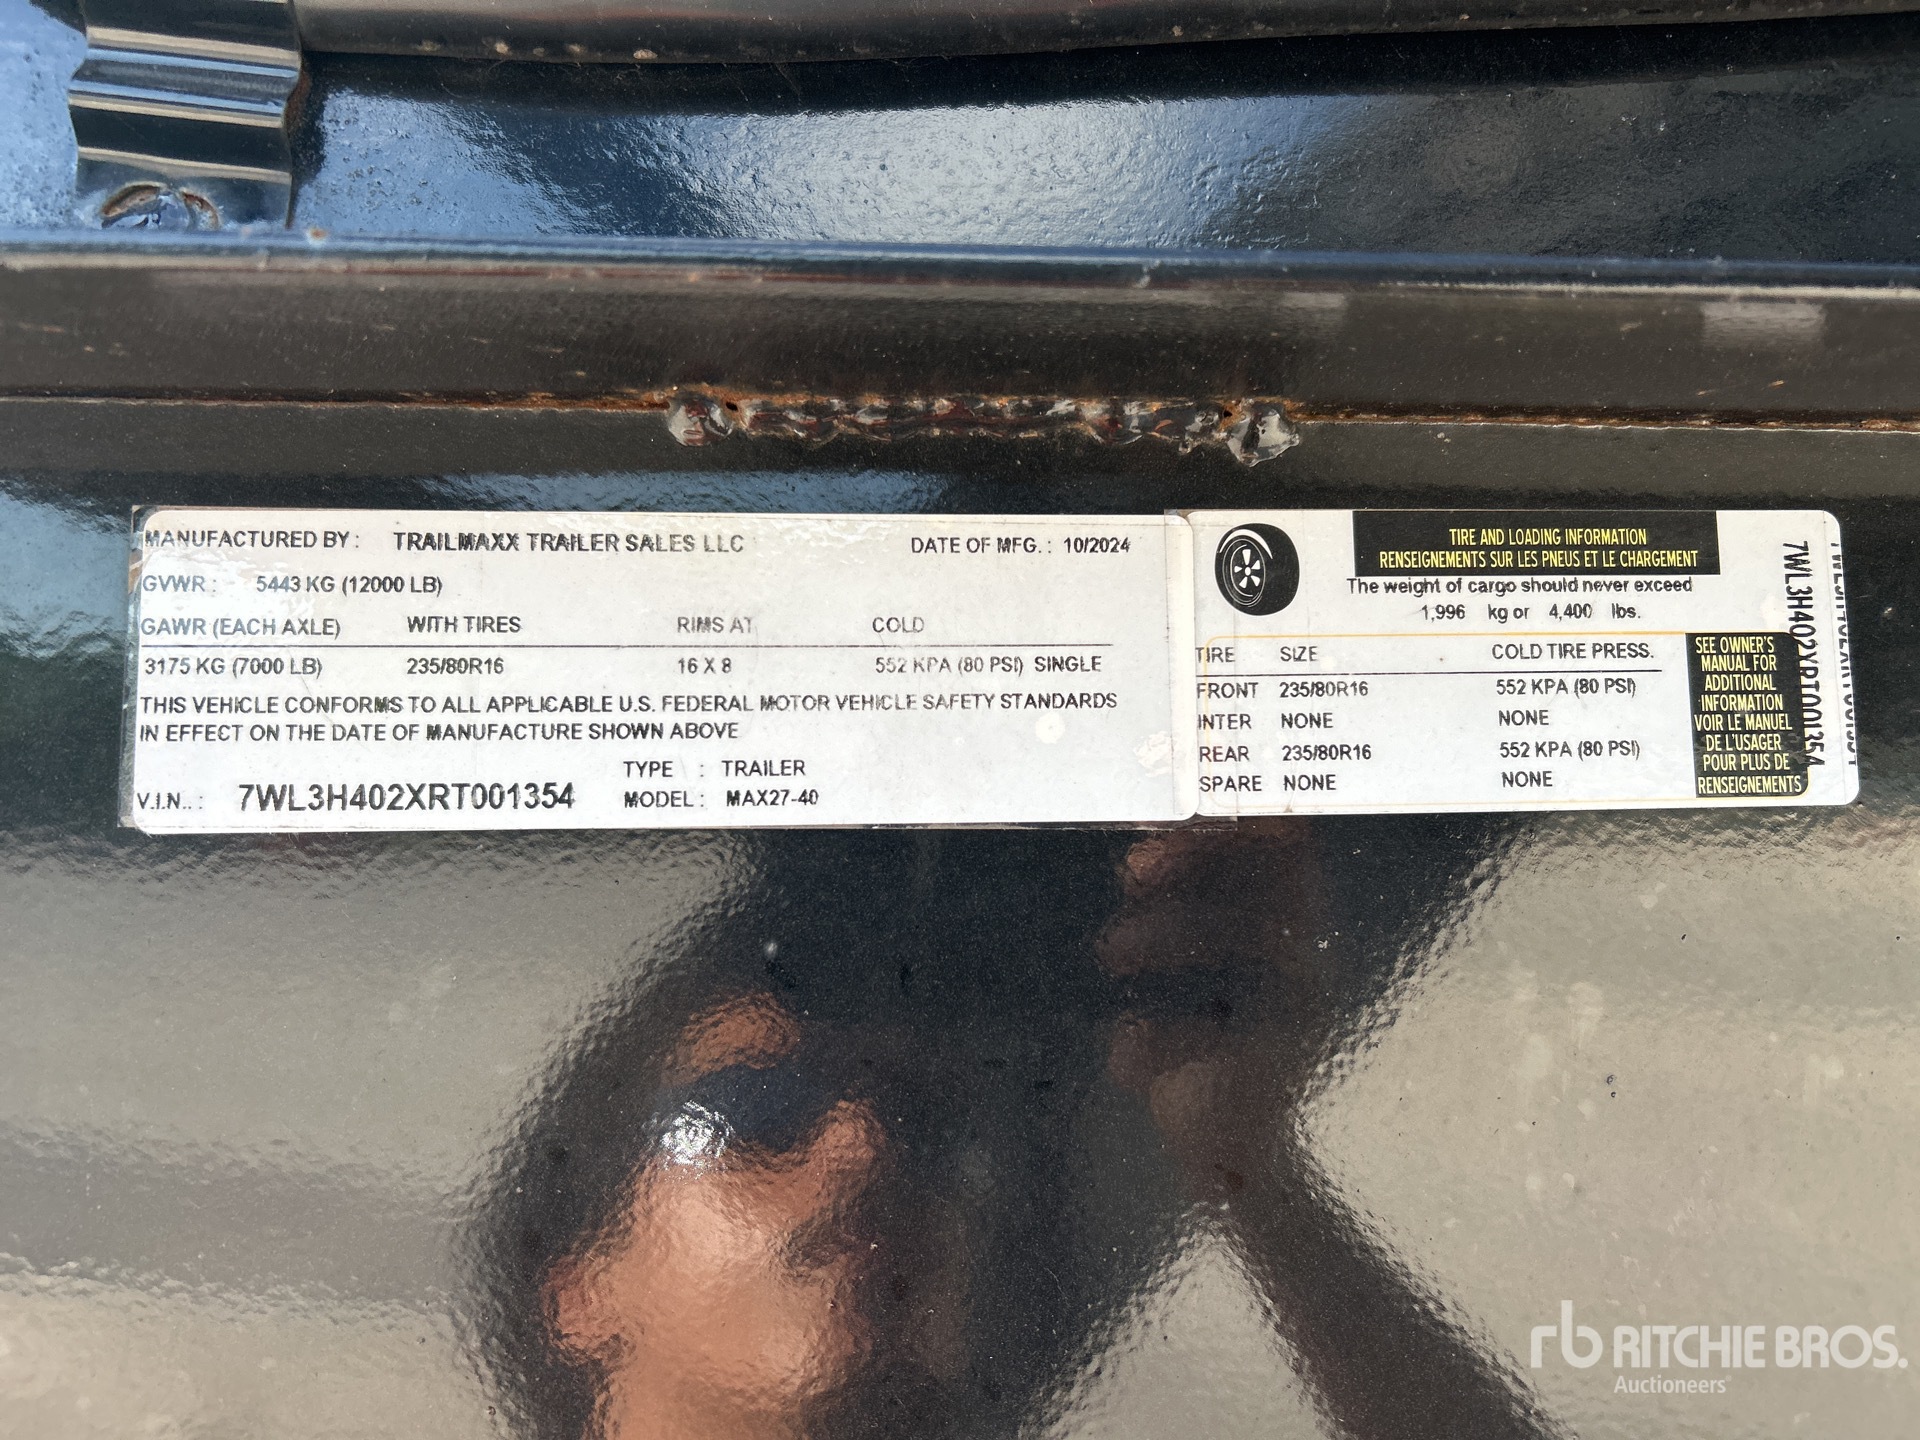 MANUFACTURED BY : TRAILMAXX TRAILER SALES LLC DATE OF MFG. : 10/2024
GVWR : 5443 KG (12000 LB)
GAWR (EACH AXLE) WITH TIRES RIMS AT COLD
3175 KG (7000 LB) 235/80R16 16 X 8 552 KPA (80 PSI) SINGLE
THIS VEHICLE CONFORMS TO ALL APPLICABLE U.S. FEDERAL MOTOR VEHICLE SAFETY STANDARDS
IN EFFECT ON THE DATE OF MANUFACTURE SHOWN ABOVE
TYPE : TRAILER
V.I.N.. : 7WL3H402XRT001354 MODEL : MAX27-40
TIRE AND LOADING INFORMATION
RENSEIGNEMENTS SUR LES PNEUS ET LE CHARGEMENT
The weight of cargo should never exceed
1,996 kg or 4,400 lbs.
TIRE SIZE COLD TIRE PRESS.
FRONT 235/80R16 552 KPA (80 PSI)
INTER NONE NONE
REAR 235/80R16 552 KPA (80 PSI)
SPARE NONE NONE
SEE OWNER'S
MANUAL FOR
ADDITIONAL
INFORMATION
VOIR LE MANUEL
DE L'USAGER
POUR PLUS DE
RENSEIGNEMENTS
7WL3H402XRT001354
rb RITCHIE BROS.
Auctioneers